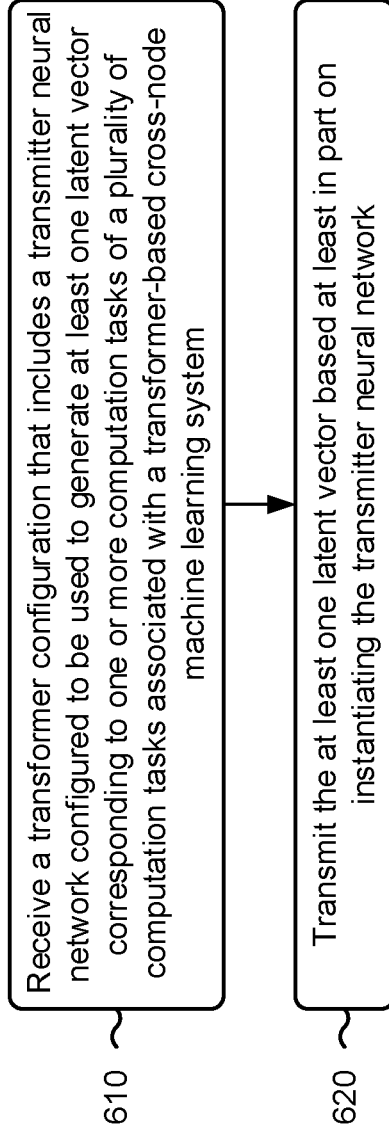 Receive a transformer configuration that includes a transmitter neural
network configured to be used to generate at least one latent vector
corresponding to one or more computation tasks of a plurality of
computation tasks associated with a transformer-based cross-node
machine learning system
610
Transmit the at least one latent vector based at least in part on
instantiating the transmitter neural network
620